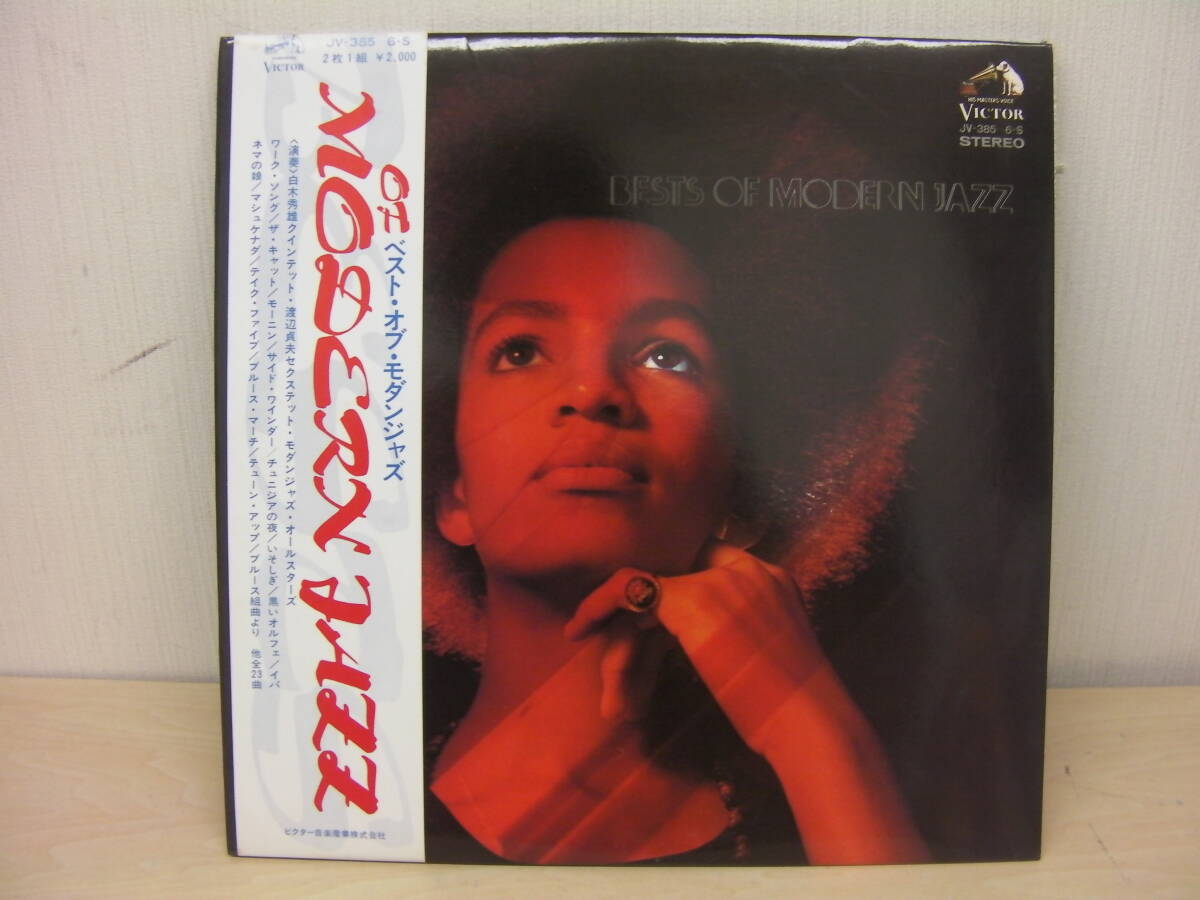 VICTOR
JV-385 6-S
2枚1組 ¥2,000
OF
MODERN JAZZ
ベスト・オブ・モダンジャズ
〈演奏〉白木秀雄クインテット・渡辺貞夫セクステット・モダンジャズ・オールスターズ
ワーク・ソング/ザ・キャット/モーニン/サイド・ワインダー/チュニジアの夜/いそしぎ/黒いオルフェ/イパ
ネマの娘/マシュケナダ/テイク・ファイブ/ブルース・マーチ/チューン・アップ/ブルース組曲より 他全23曲
ビクター音楽産業株式会社
HIS MASTERS VOICE
VICTOR
JV-385 6-S
STEREO
BESTS OF MODERN JAZZ